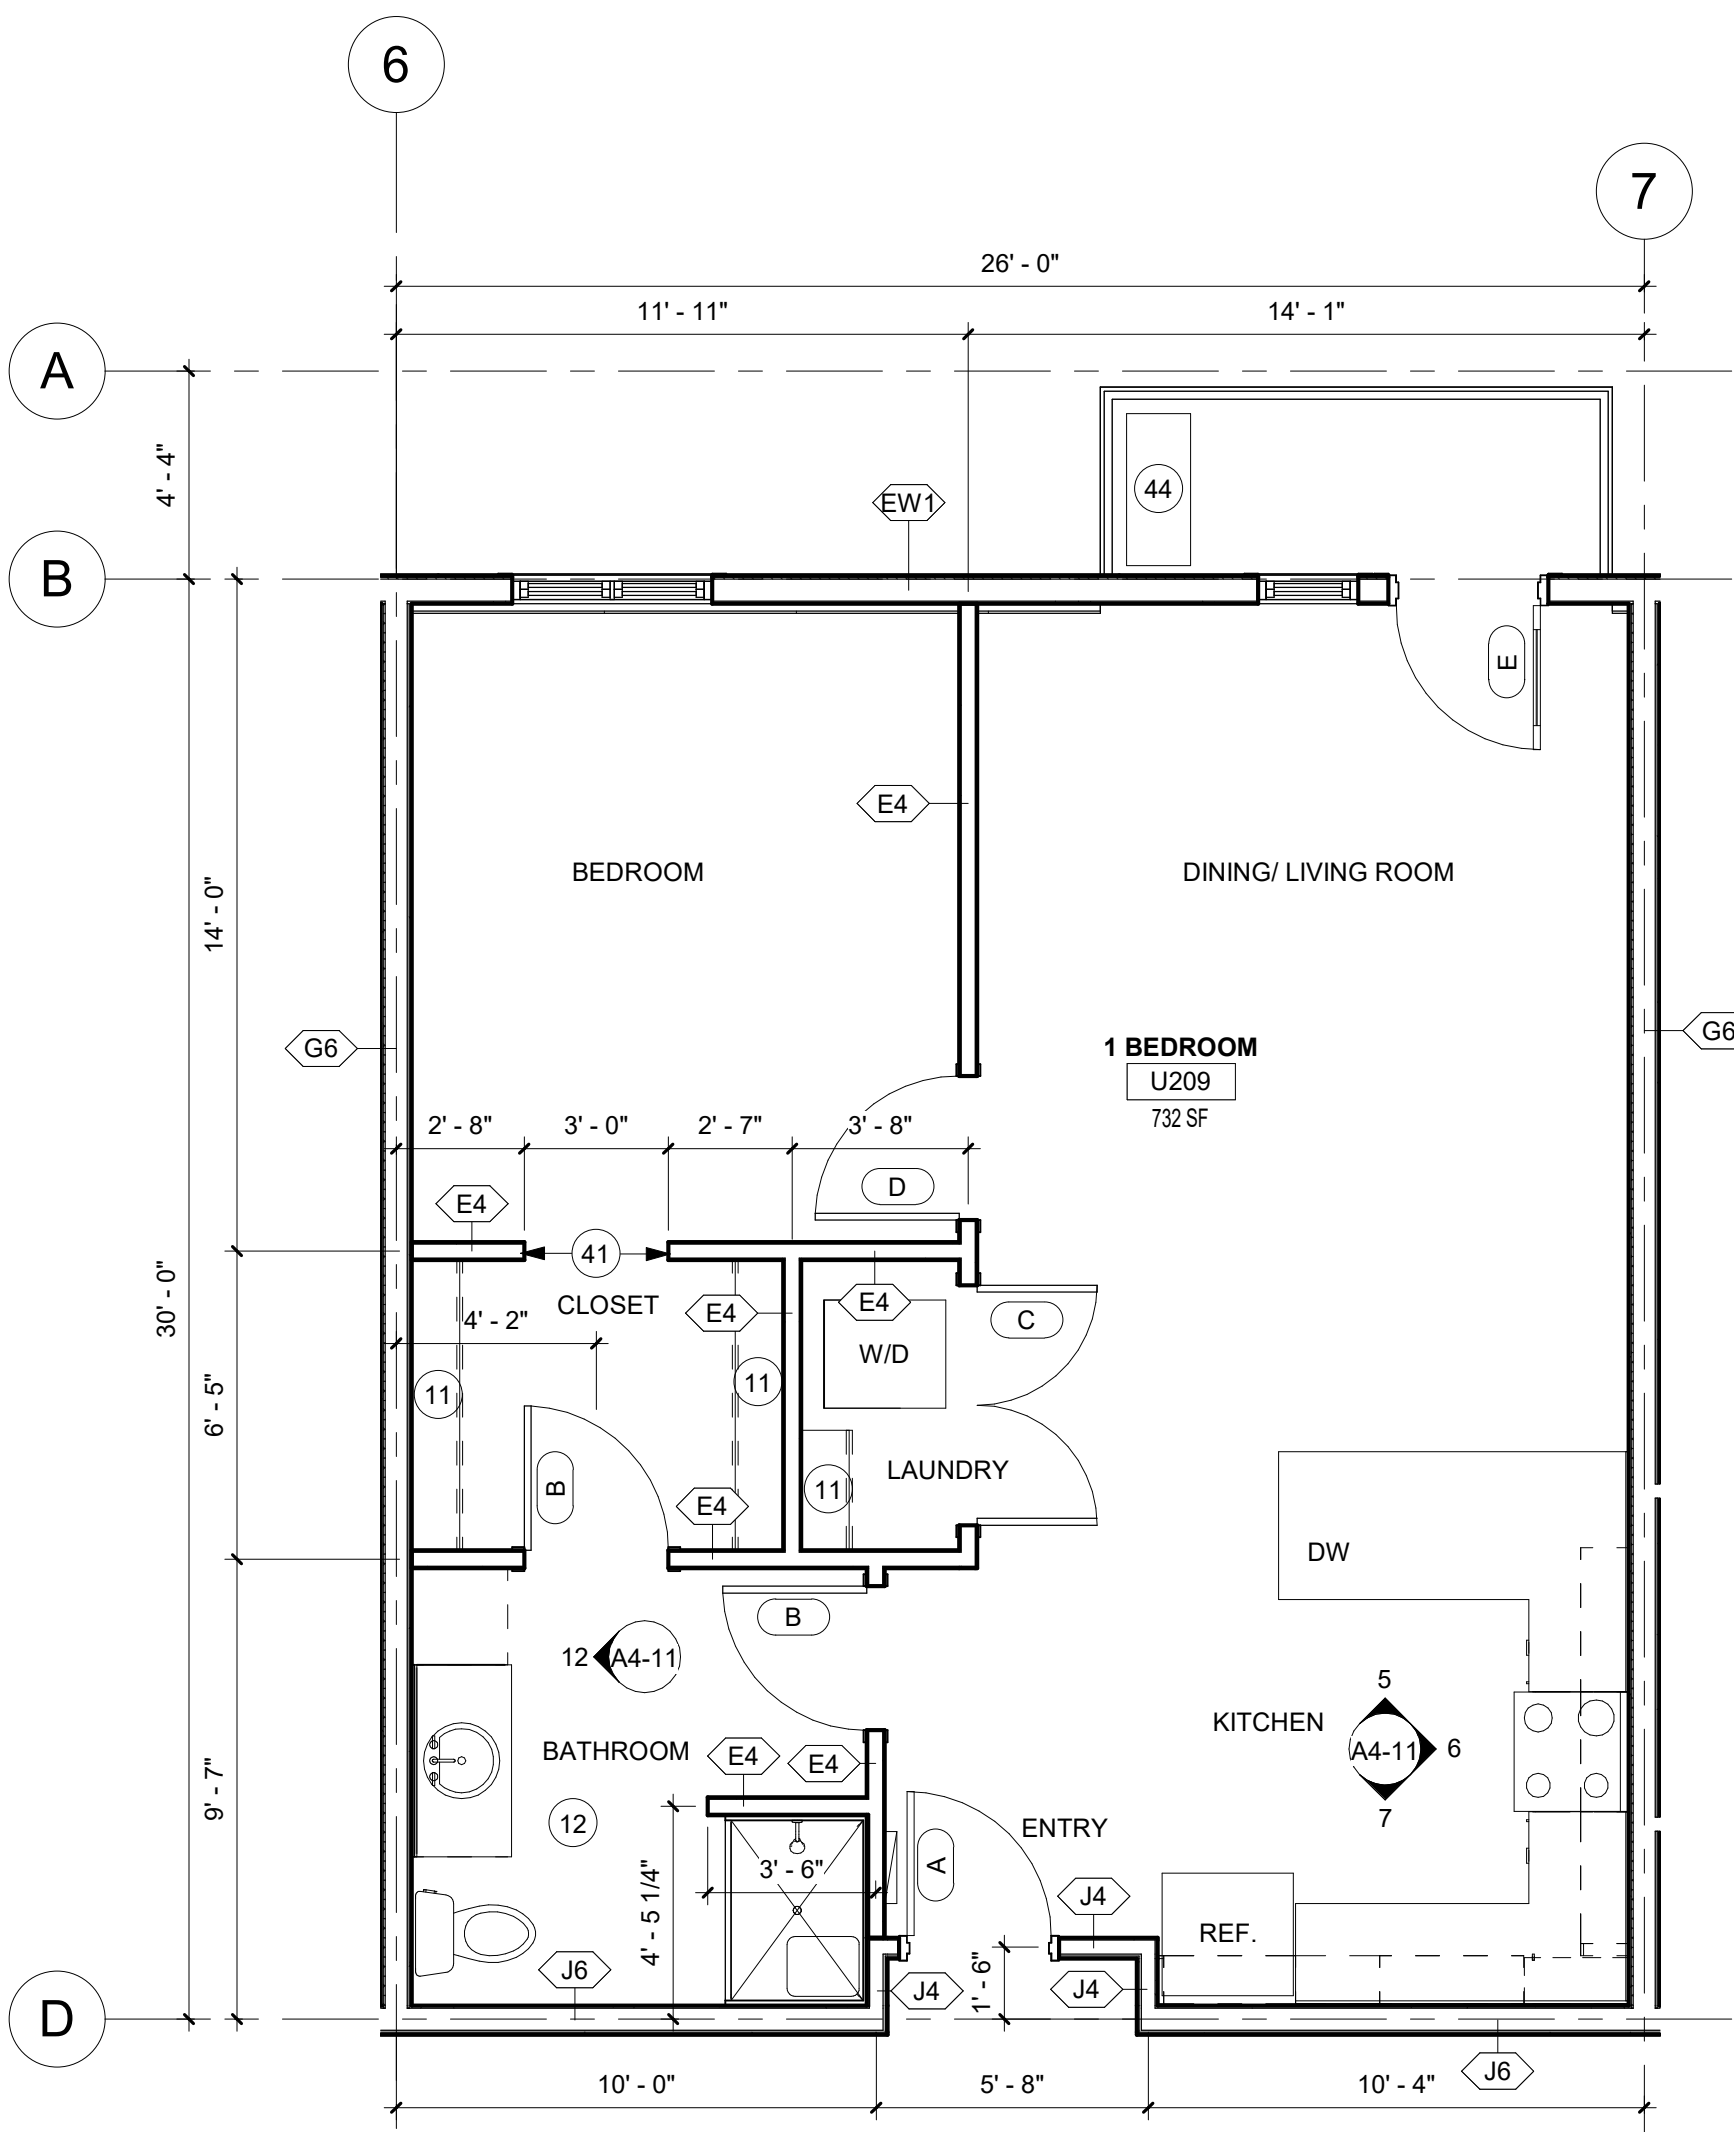 6
7
26' - 0"
11' - 11"
14' - 1"
A
4' - 4"
44
EW1
B
E
E4
BEDROOM
DINING/ LIVING ROOM
14' - 0"
G6
G6
1 BEDROOM
U209
732 SF
2' - 8"
3' - 0"
2' - 7"
3' - 8"
D
E4
41
30' - 0"
CLOSET
E4
E4
C
4' - 2"
W/D
6' - 5"
11
11
LAUNDRY
B
11
E4
DW
B
12
A4-11
5
KITCHEN
A4-11
6
7
BATHROOM
E4
E4
9' - 7"
12
ENTRY
3' - 6"
A
4' - 5 1/4"
J4
REF.
J6
J4
1' - 6"
J4
D
J6
10' - 0"
5' - 8"
10' - 4"